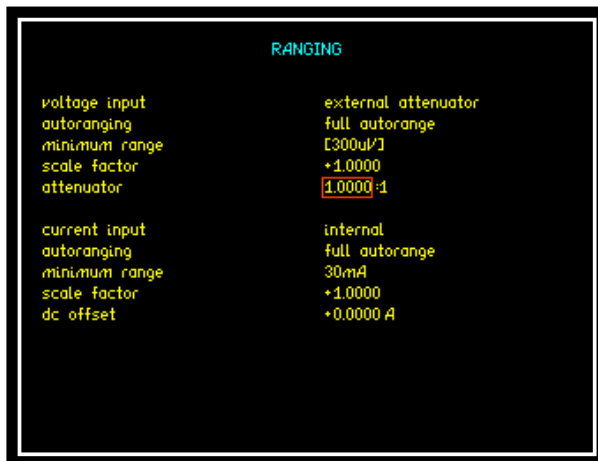 RANGING
voltage input external attenuator
autoranging full autorange
minimum range [300uV]
scale factor +1.0000
attenuator 1.0000:1
current input internal
autoranging full autorange
minimum range 30mA
scale factor +1.0000
dc offset +0.0000 A